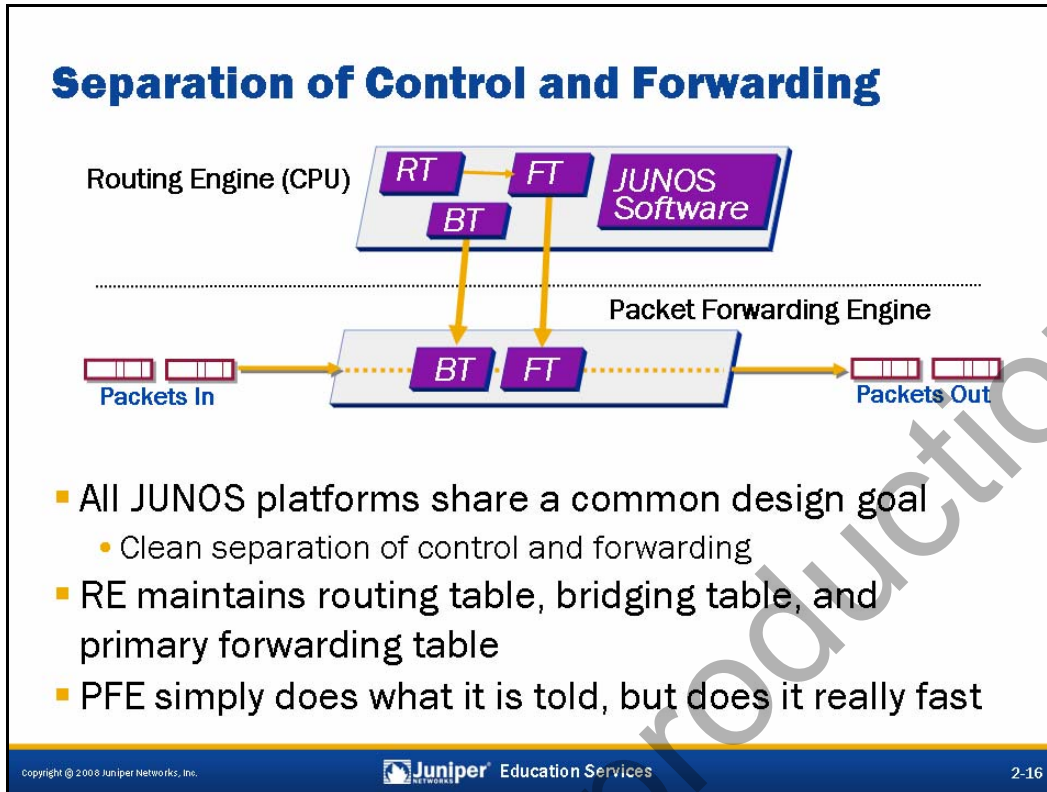 Separation of Control and Forwarding
Routing Engine (CPU)
RT
FT
JUNOS
Software
BT
Packet Forwarding Engine
BT
FT
Packets In
Packets Out
▪ All JUNOS platforms share a common design goal
• Clean separation of control and forwarding
▪ RE maintains routing table, bridging table, and
primary forwarding table
▪ PFE simply does what it is told, but does it really fast
Copyright © 2008 Juniper Networks, Inc.
Juniper NETWORKS Education Services
2-16
production